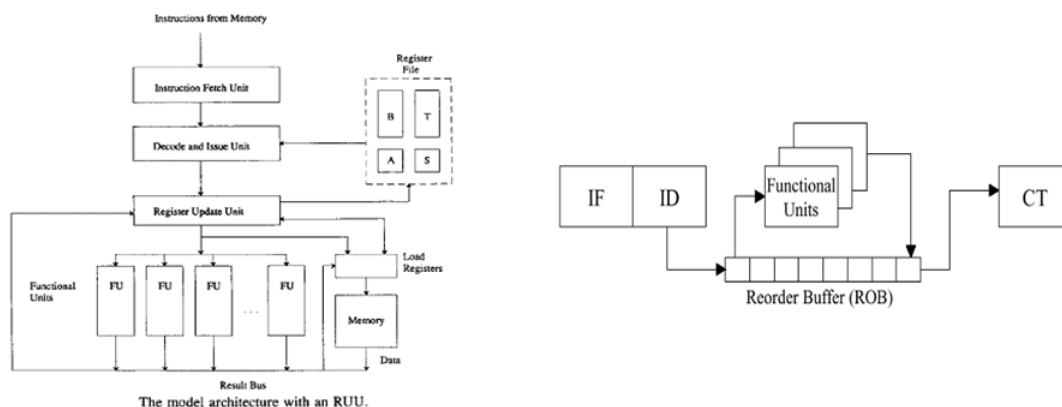 Instructions from Memory
Instruction Fetch Unit
Decode and Issue Unit
Register Update Unit
Register
File
B T
A S
Load
Registers
Functional
Units
FU FU FU FU
. . .
Memory
Data
Result Bus
The model architecture with an RUU.
IF ID
Functional
Units
CT
Reorder Buffer (ROB)